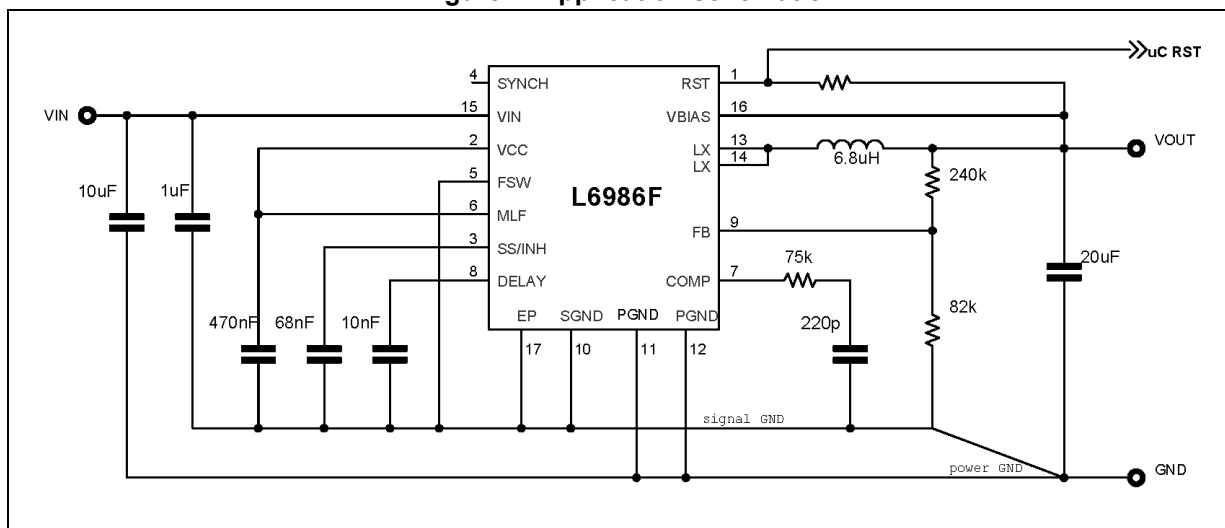 uC RST
4 SYNCH
RST 1
VIN
15 VIN
VBIAS 16
2 VCC
LX 13
LX 14
6.8uH
VOUT
10uF
1uF
5 FSW
L6986F
240k
6 MLF
FB 9
3 SS/INH
75k
20uF
8 DELAY
COMP 7
82k
470nF
68nF
10nF
EP
SGND
PGND
PGND
220p
17
10
11
12
signal GND
power GND
GND